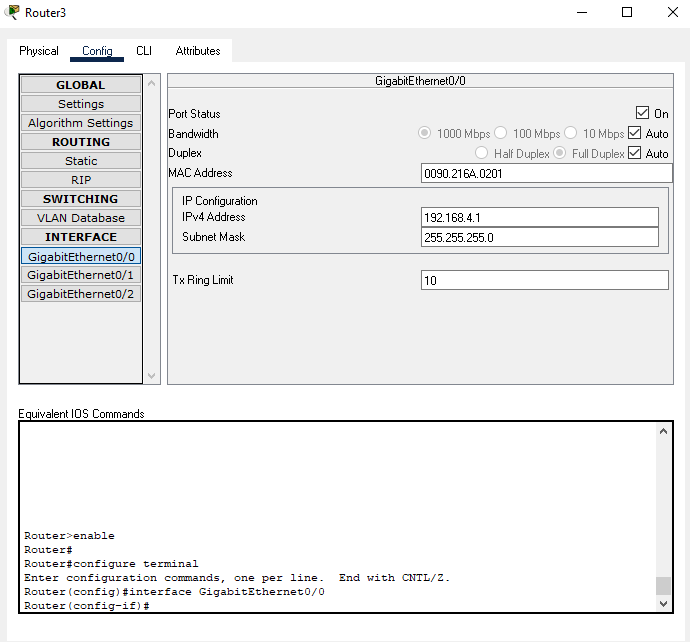 Router3
Physical Config CLI Attributes
GLOBAL
Settings
Algorithm Settings
ROUTING
Static
RIP
SWITCHING
VLAN Database
INTERFACE
GigabitEthernet0/0
GigabitEthernet0/1
GigabitEthernet0/2
GigabitEthernet0/0
Port Status On
Bandwidth 1000 Mbps 100 Mbps 10 Mbps Auto
Duplex Half Duplex Full Duplex Auto
MAC Address 0090.216A.0201
IP Configuration
IPv4 Address 192.168.4.1
Subnet Mask 255.255.255.0
Tx Ring Limit 10
Equivalent IOS Commands
Router>enable
Router#
Router#configure terminal
Enter configuration commands, one per line.  End with CNTL/Z.
Router(config)#interface GigabitEthernet0/0
Router(config-if)#